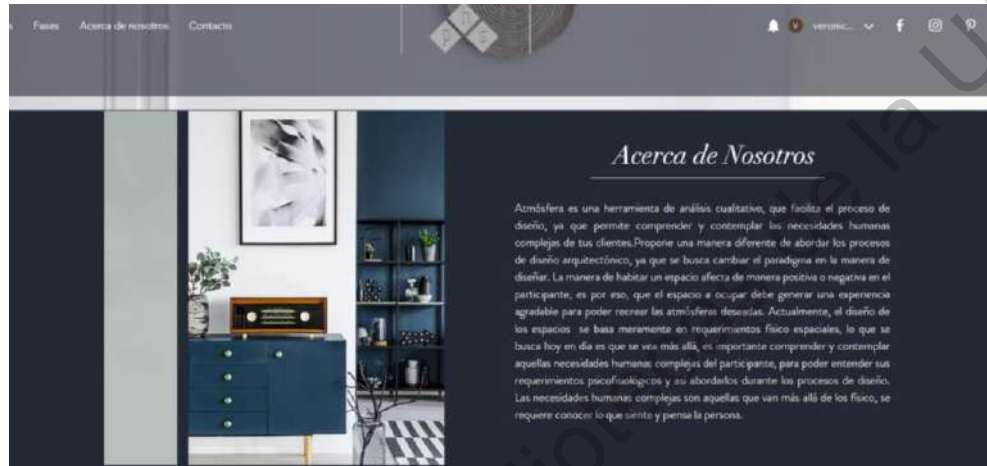 Fases Acerca de nosotros Contacto
h
p s
veronic...
Acerca de Nosotros
Atmósfera es una herramienta de análisis cualitativo, que facilita el proceso de
diseño, ya que permite comprender y contemplar las necesidades humanas
complejas de tus clientes.Propone una manera diferente de abordar los procesos
de diseño arquitectónico, ya que se busca cambiar el paradigma en la manera de
diseñar. La manera de habitar un espacio afecta de manera positiva o negativa en el
participante, es por eso, que el espacio a ocupar debe generar una experiencia
agradable para poder recrear las atmósferas deseadas. Actualmente, el diseño de
los espacios se basa meramente en requerimientos físico espaciales, lo que se
busca hoy en día es que se vea más allá, es importante comprender y contemplar
aquellas necesidades humanas complejas del participante, para poder entender sus
requerimientos psicofisiológicos y así abordarlos durante los procesos de diseño.
Las necesidades humanas complejas son aquellas que van más allá de los físico, se
requiere conocer lo que siente y piensa la persona.
de la U